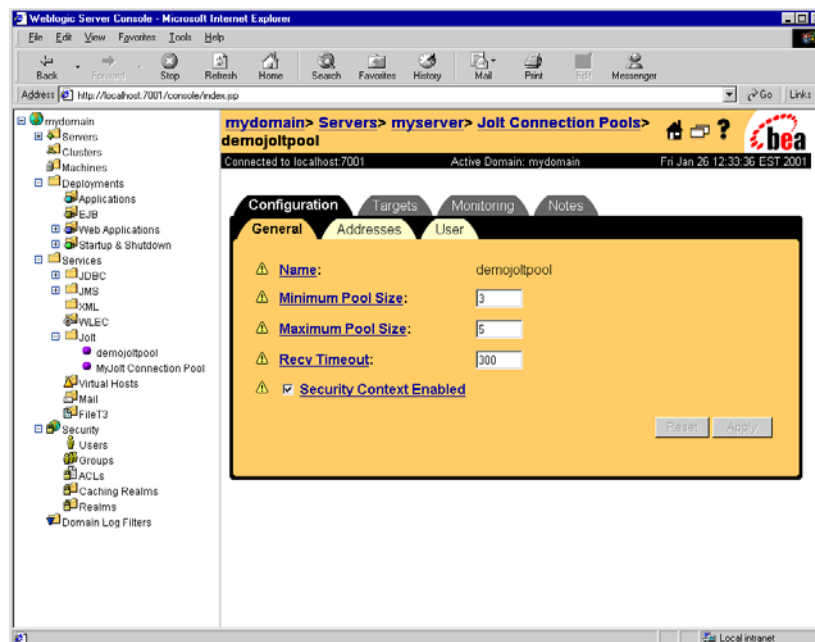 Weblogic Server Console - Microsoft Internet Explorer
File Edit View Favorites Tools Help
Back Forward Stop Refresh Home Search Favorites History Mail Print Edit Messenger
Address http://localhost:7001/console/index.jsp Go Links
mydomain
Servers
Clusters
Machines
Deployments
Applications
EJB
Web Applications
Startup & Shutdown
Services
JDBC
JMS
XML
WLEC
Jolt
demojoltpool
MyJolt Connection Pool
Virtual Hosts
Mail
FileT3
Security
Users
Groups
ACLs
Caching Realms
Realms
Domain Log Filters
mydomain> Servers> myserver> Jolt Connection Pools>
demojoltpool
?
bea
Connected to localhost:7001 Active Domain: mydomain Fri Jan 26 12:33:36 EST 2001
Configuration Targets Monitoring Notes
General Addresses User
Name: demojoltpool
Minimum Pool Size: 3
Maximum Pool Size: 5
Recv Timeout: 300
Security Context Enabled
Reset Apply
Local intranet